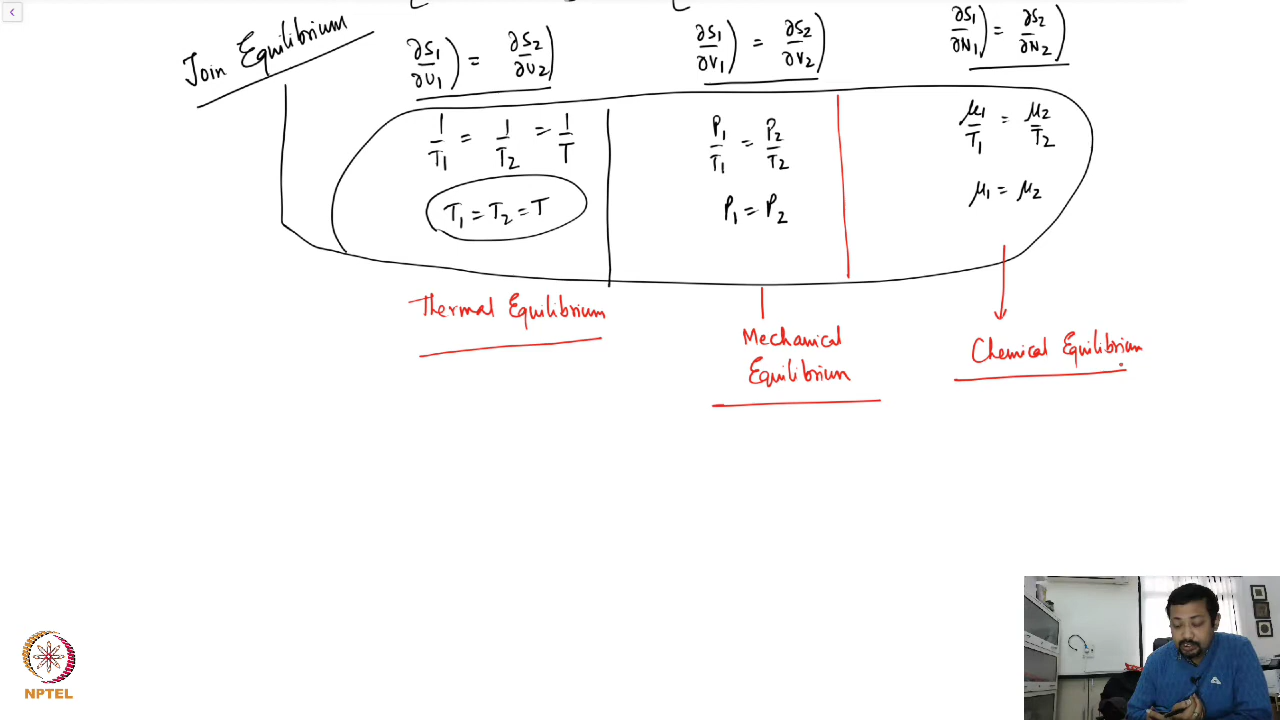 Join Equilibrium
∂S₁/∂U₁) = ∂S₂/∂U₂)
∂S₁/∂V₁) = ∂S₂/∂V₂)
∂S₁/∂N₁) = ∂S₂/∂N₂)
1/T₁ = 1/T₂ = 1/T
P₁/T₁ = P₂/T₂
μ₁/T₁ = μ₂/T₂
T₁ = T₂ = T
P₁ = P₂
μ₁ = μ₂
Thermal Equilibrium
Mechanical
Equilibrium
Chemical Equilibrium
NPTEL